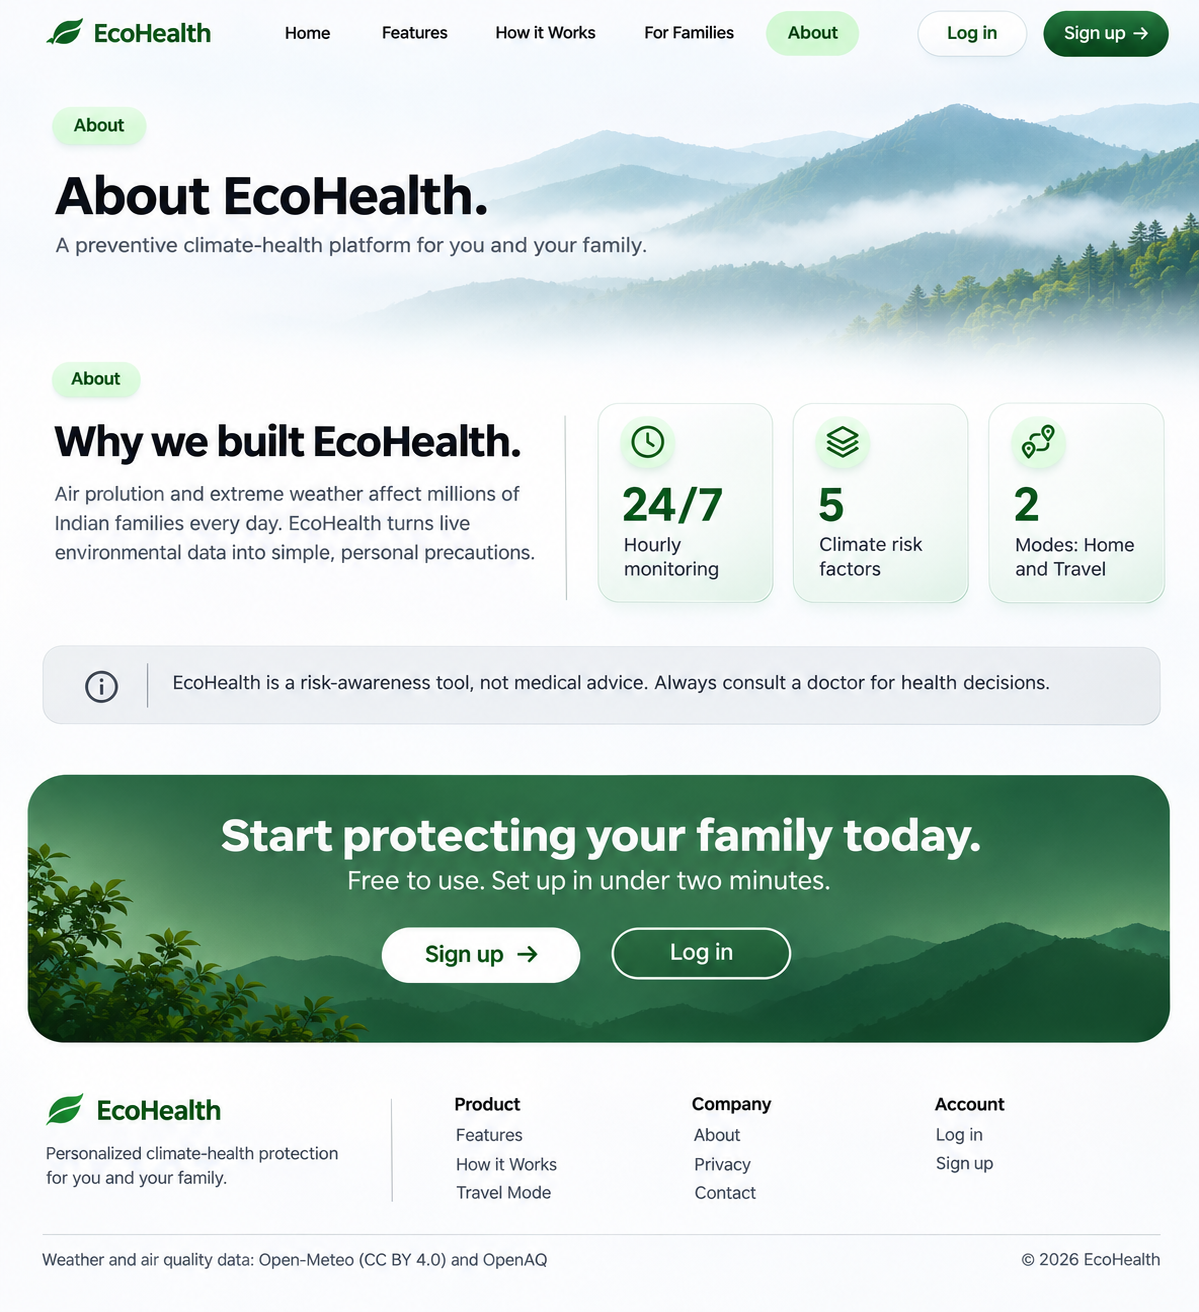 EcoHealth
Home
Features
How it Works
For Families
About
Log in
Sign up →
About
About EcoHealth.
A preventive climate-health platform for you and your family.
About
Why we built EcoHealth.
Air prolution and extreme weather affect millions of
Indian families every day. EcoHealth turns live
environmental data into simple, personal precautions.
24/7
Hourly
monitoring
5
Climate risk
factors
2
Modes: Home
and Travel
EcoHealth is a risk-awareness tool, not medical advice. Always consult a doctor for health decisions.
Start protecting your family today.
Free to use. Set up in under two minutes.
Sign up →
Log in
EcoHealth
Personalized climate-health protection
for you and your family.
Product
Features
How it Works
Travel Mode
Company
About
Privacy
Contact
Account
Log in
Sign up
Weather and air quality data: Open-Meteo (CC BY 4.0) and OpenAQ
© 2026 EcoHealth